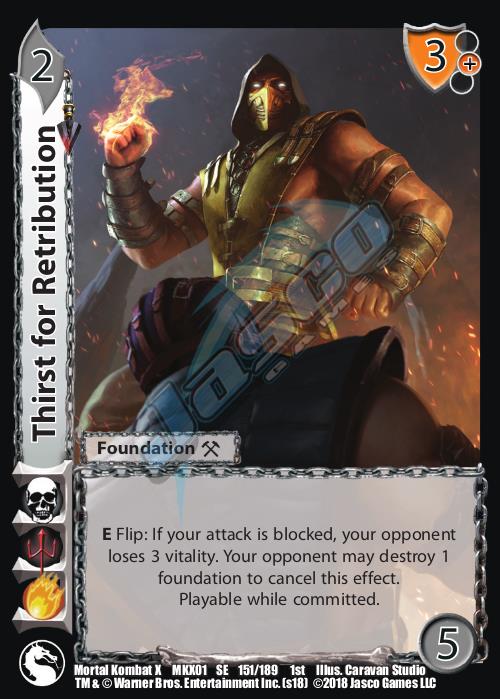 2
3
+
Thirst for Retribution
Jasco
GAMES
Foundation
E Flip: If your attack is blocked, your opponent
loses 3 vitality. Your opponent may destroy 1
foundation to cancel this effect.
Playable while committed.
5
Mortal Kombat X MKX01 SE 151/189 1st Illus. Caravan Studio
TM & © Warner Bros. Entertainment Inc. (s18) ©2018 Jasco Games LLC